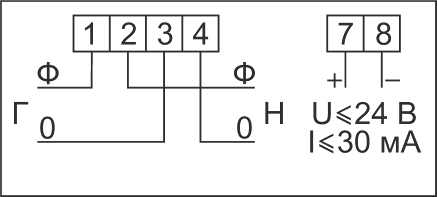 1 2 3 4 7 8
Ф Ф + –
Г Н U⩽24 В
0 0 I⩽30 мА